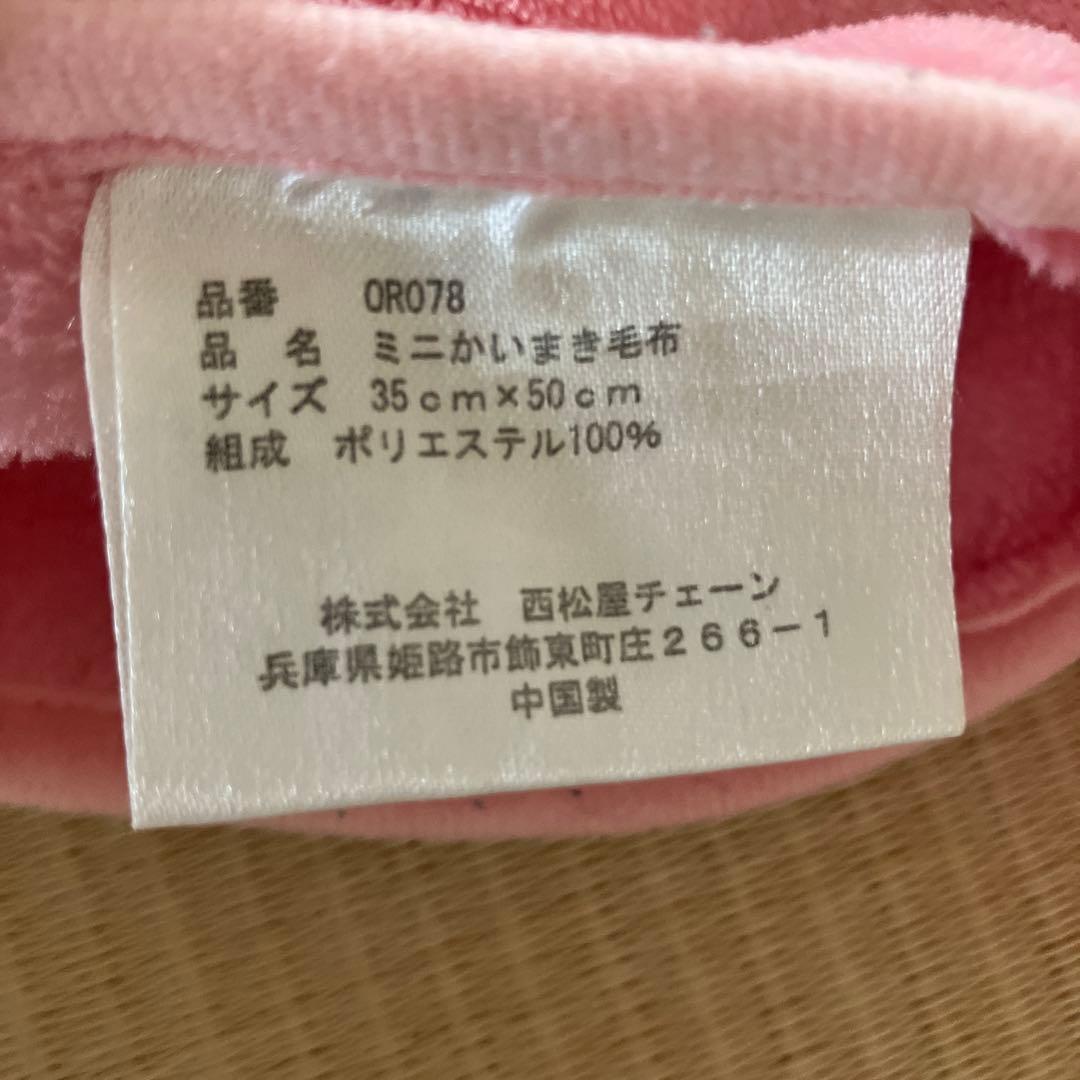 品番 0R078
品 名 ミニかいまき毛布
サイズ 35cm×50cm
組成 ポリエステル100%
株式会社 西松屋チェーン
兵庫県姫路市飾東町庄266-1
中国製